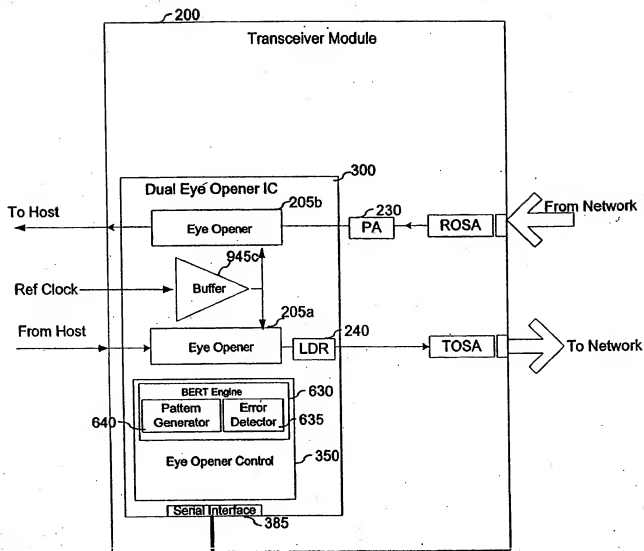 200
Transceiver Module
300
Dual Eye Opener IC
205b
To Host
Eye Opener
230
PA
ROSA
From Network
945c
Ref Clock
Buffer
205a
From Host
Eye Opener
240
LDR
TOSA
To Network
BERT Engine
630
Pattern Generator
Error Detector
640
635
Eye Opener Control
350
Serial Interface
385